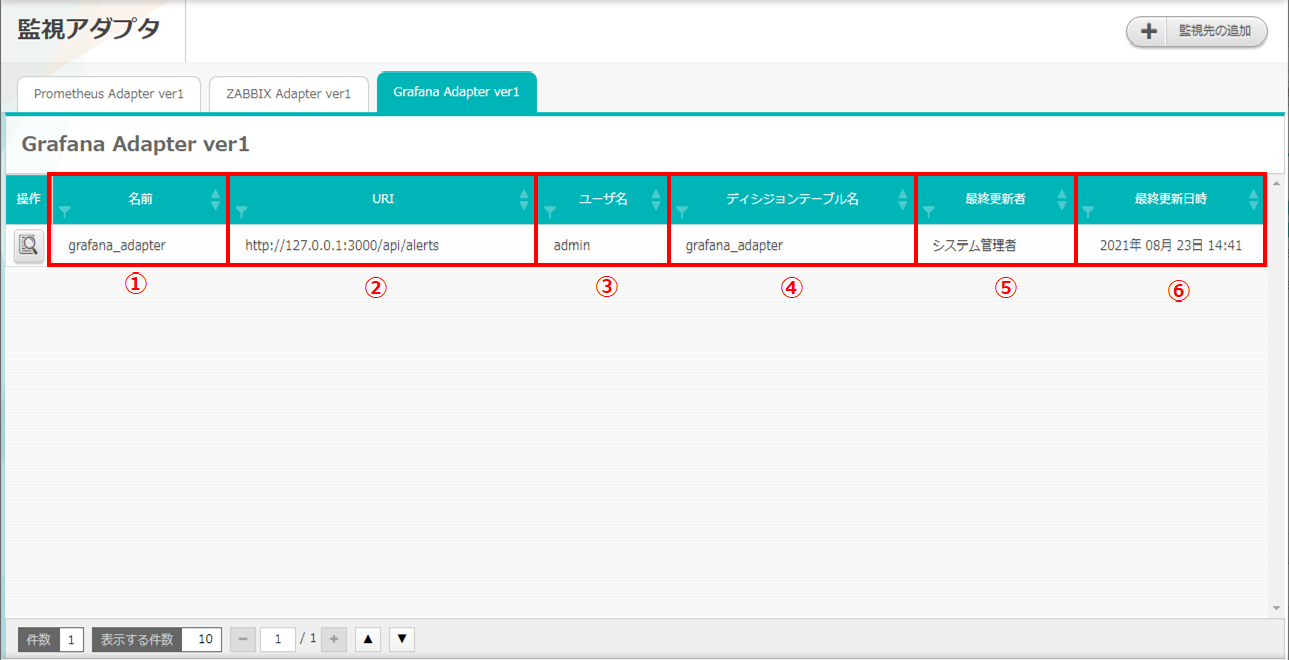 監視アダプタ
監視先の追加
Prometheus Adapter ver1 ZABBIX Adapter ver1 Grafana Adapter ver1
Grafana Adapter ver1
操作 名前 URI ユーザ名 ディシジョンテーブル名 最終更新者 最終更新日時
grafana_adapter http://127.0.0.1:3000/api/alerts admin grafana_adapter システム管理者 2021年 08月 23日 14:41
① ② ③ ④ ⑤ ⑥
件数 1 表示する件数 10 − 1 / 1 + ▲ ▼